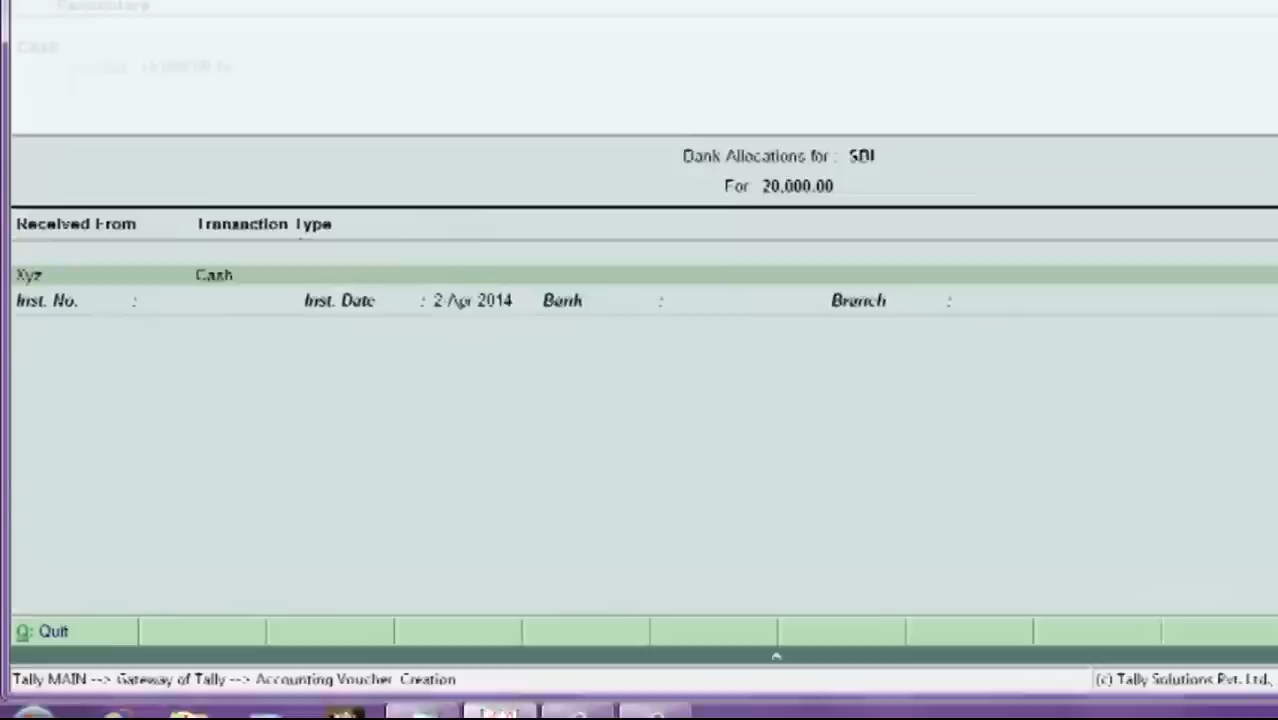 Cash
Bank Allocations for : SBI
For 20,000.00
Received From Transaction Type
Xyz Cash
Inst. No. : Inst. Date : 2-Apr-2014 Bank : Branch :
Q: Quit
Tally MAIN --> Gateway of Tally --> Accounting Voucher Creation (c) Tally Solutions Pvt. Ltd.,